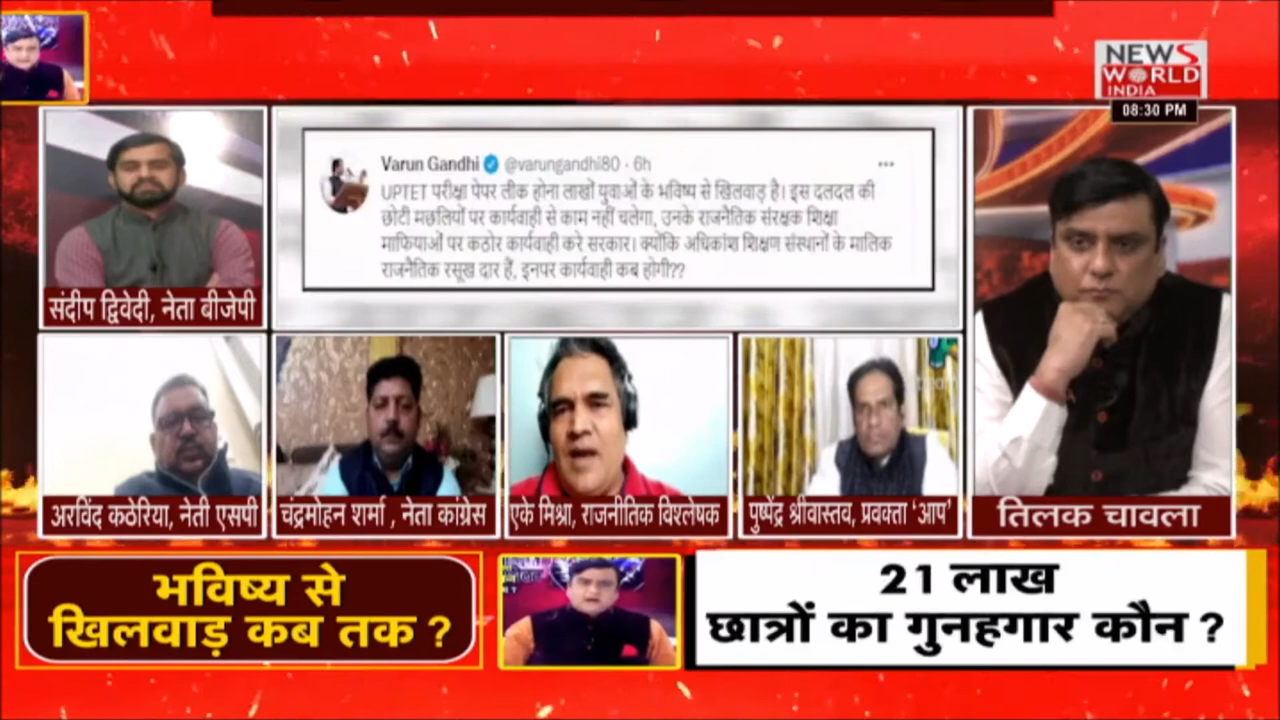 NEWS
WORLD
INDIA
08:30 PM
Varun Gandhi @varungandhi80 · 6h
UPTET परीक्षा पेपर लीक होना लाखों युवाओं के भविष्य से खिलवाड़ है। इस दलदल की
छोटी मछलियों पर कार्यवाही से काम नहीं चलेगा, उनके राजनैतिक संरक्षक शिक्षा
माफियाओं पर कठोर कार्यवाही करे सरकार। क्योंकि अधिकांश शिक्षण संस्थानों के मालिक
राजनैतिक रसूख दार हैं, इनपर कार्यवाही कब होगी??
संदीप द्विवेदी, नेता बीजेपी
अरविंद कठेरिया, नेती एसपी
चंद्रमोहन शर्मा , नेता कांग्रेस
एके मिश्रा, राजनीतिक विश्लेषक
पुष्पेंद्र श्रीवास्तव, प्रवक्ता ‘आप’
तिलक चावला
भविष्य से
खिलवाड़ कब तक ?
21 लाख
छात्रों का गुनहगार कौन ?